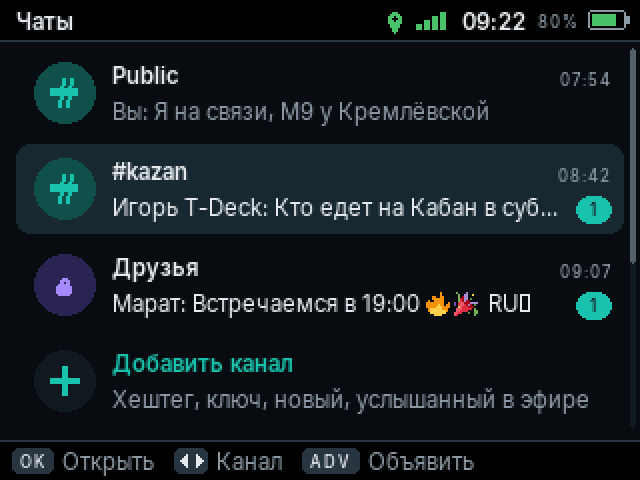 Чаты 09:22 80%
Public 07:54
Вы: Я на связи, М9 у Кремлёвской
#kazan 08:42
Игорь T-Deck: Кто едет на Кабан в суб... 1
Друзья 09:07
Марат: Встречаемся в 19:00 🔥🎉 RU▯ 1
Добавить канал
Хештег, ключ, новый, услышанный в эфире
OK Открыть ◀▶ Канал ADV Объявить